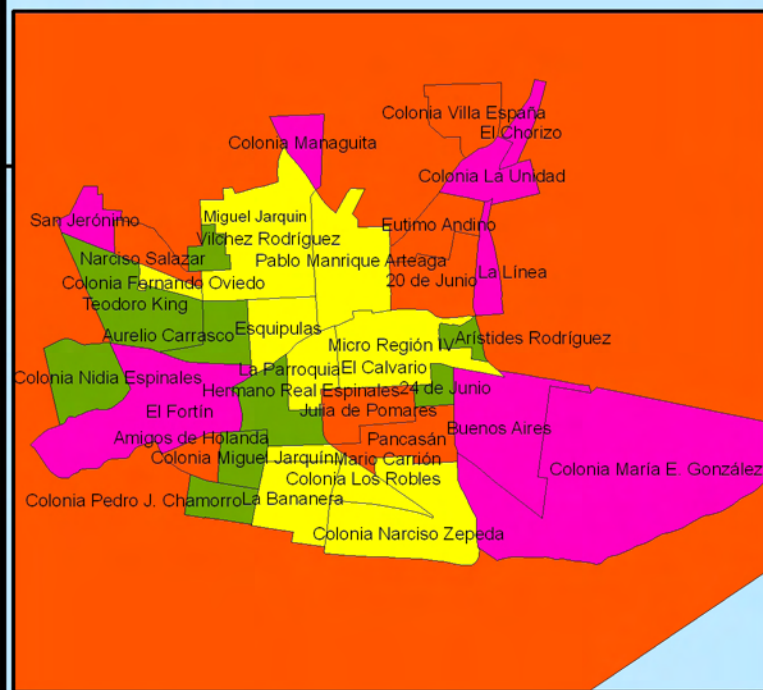 Colonia Villa España
El Chorizo
Colonia Managuita
Colonia La Unidad
San Jerónimo
Miguel Jarquin
Eutimo Andino
Vilchez Rodríguez
Narciso Salazar
Pablo Manrique Arteaga
La Línea
Colonia Fernando Oviedo
20 de Junio
Teodoro King
Aurelio Carrasco
Esquipulas
Arístides Rodríguez
Micro Región IV
La Parroquia
El Calvario
Colonia Nidia Espinales
Hermano Real Espinales
24 de Junio
El Fortín
Julia de Pomares
Buenos Aires
Amigos de Holanda
Pancasán
Colonia Miguel Jarquín
Mario Carrión
Colonia María E. González
Colonia Los Robles
Colonia Pedro J. Chamorro
La Bananera
Colonia Narciso Zepeda